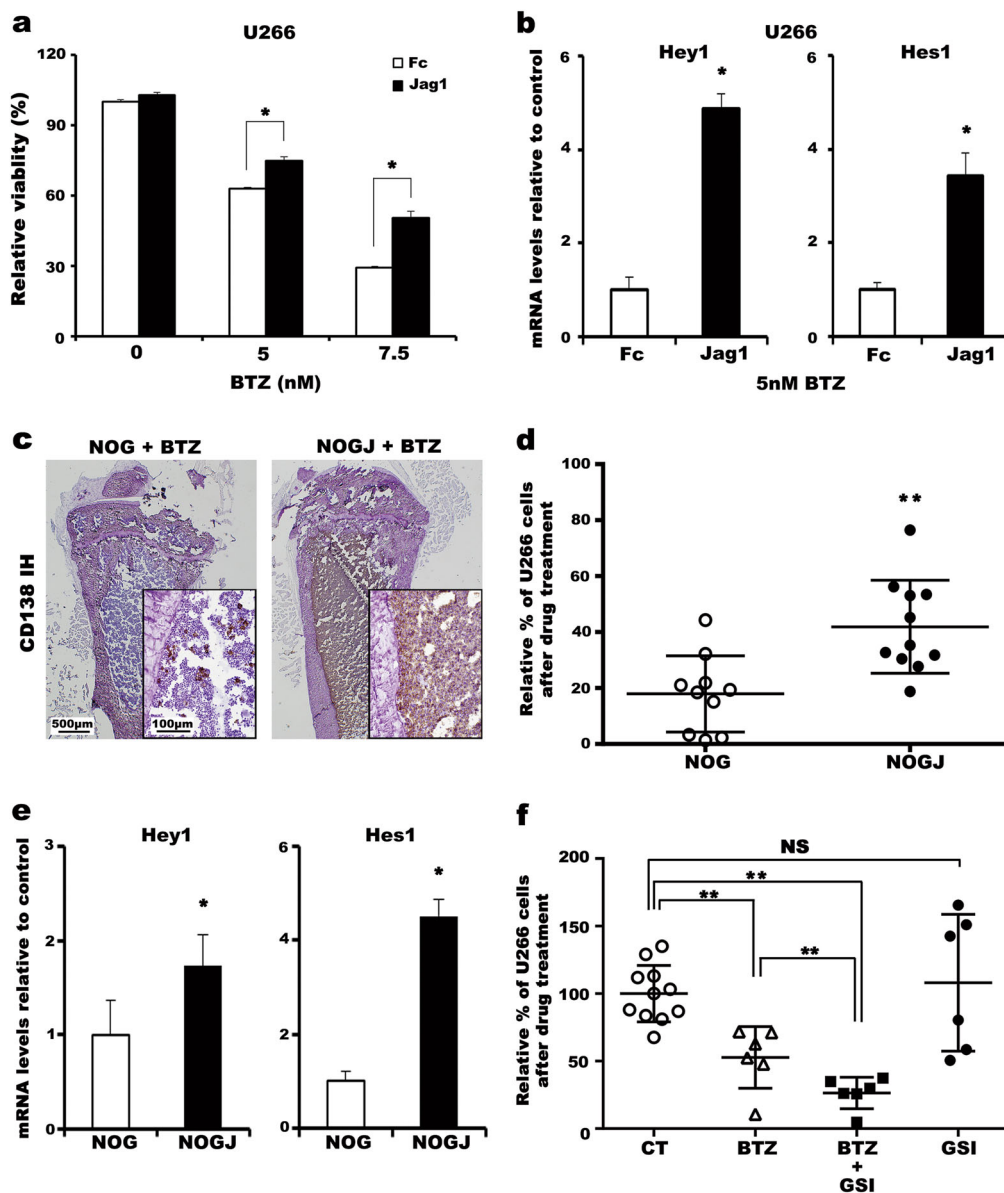 a
U266
Relative viablity (%)
120
90
60
30
0
Fc
Jag1
*
*
0 5 7.5
BTZ (nM)
b
U266
Hey1
Hes1
mRNA levels relative to control
6
4
2
0
*
Fc Jag1
6
4
2
0
*
Fc Jag1
5nM BTZ
c
NOG + BTZ
NOGJ + BTZ
CD138 IH
500µm
100µm
d
Relative % of U266 cells
after drug treatment
100
80
60
40
20
0
**
NOG NOGJ
e
Hey1
Hes1
mRNA levels relative to control
3
2
1
0
*
NOG NOGJ
6
4
2
0
*
NOG NOGJ
f
Relative % of U266 cells
after drug treatment
200
150
100
50
0
NS
**
**
**
CT BTZ BTZ GSI
+
GSI